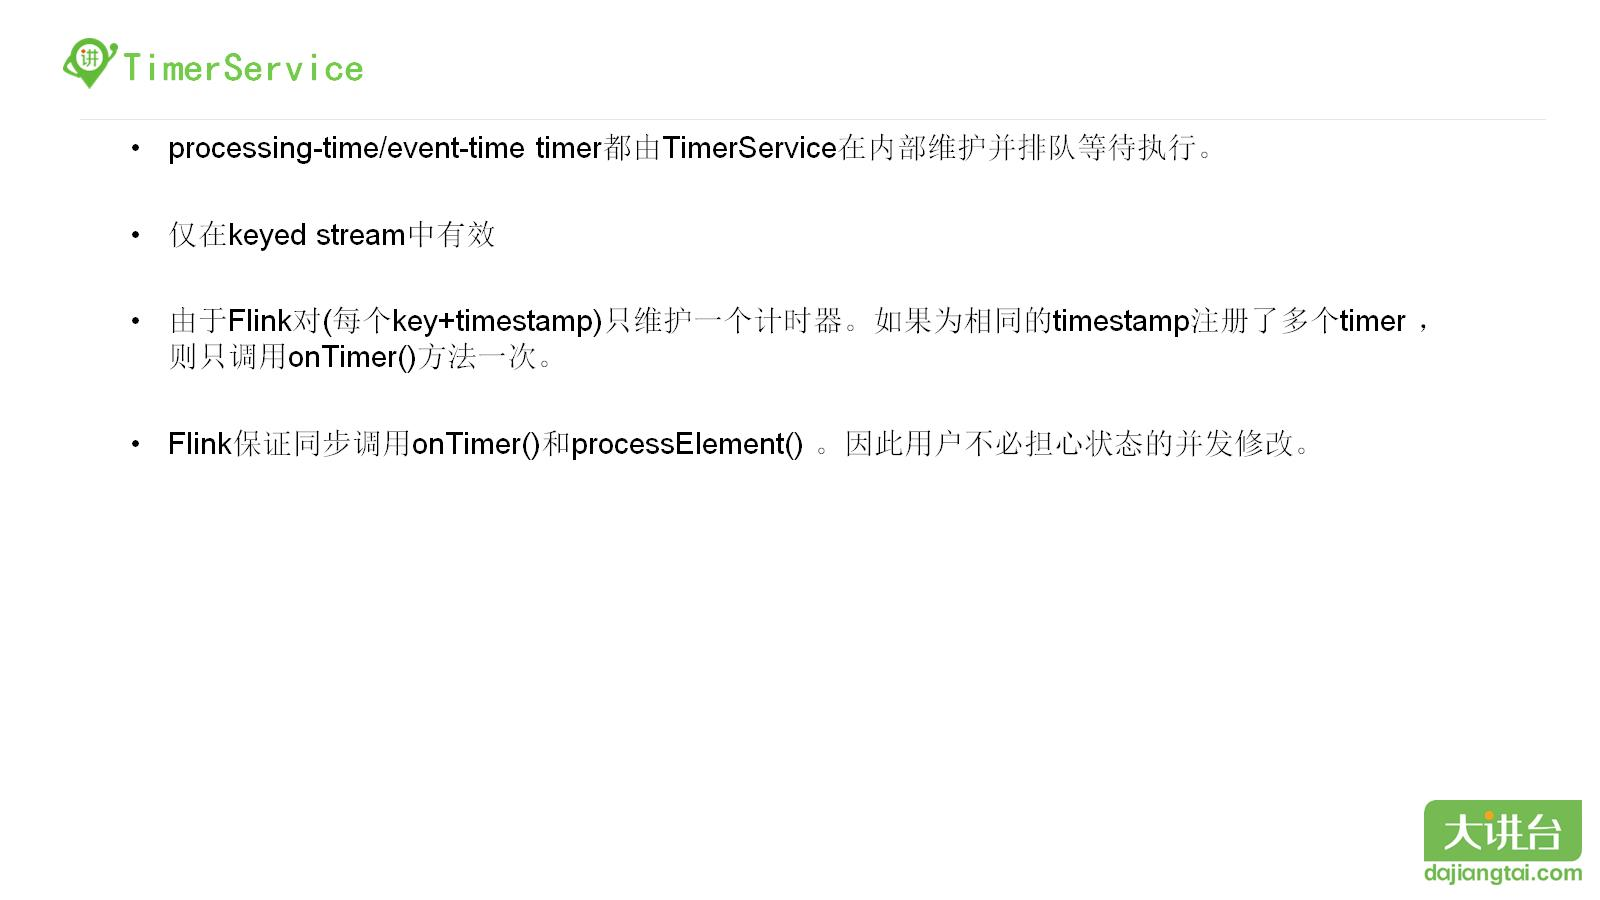 讲
TimerService
• processing-time/event-time timer都由TimerService在内部维护并排队等待执行。
• 仅在keyed stream中有效
• 由于Flink对(每个key+timestamp)只维护一个计时器。如果为相同的timestamp注册了多个timer，
则只调用onTimer()方法一次。
• Flink保证同步调用onTimer()和processElement() 。因此用户不必担心状态的并发修改。
大讲台
dajiangtai.com